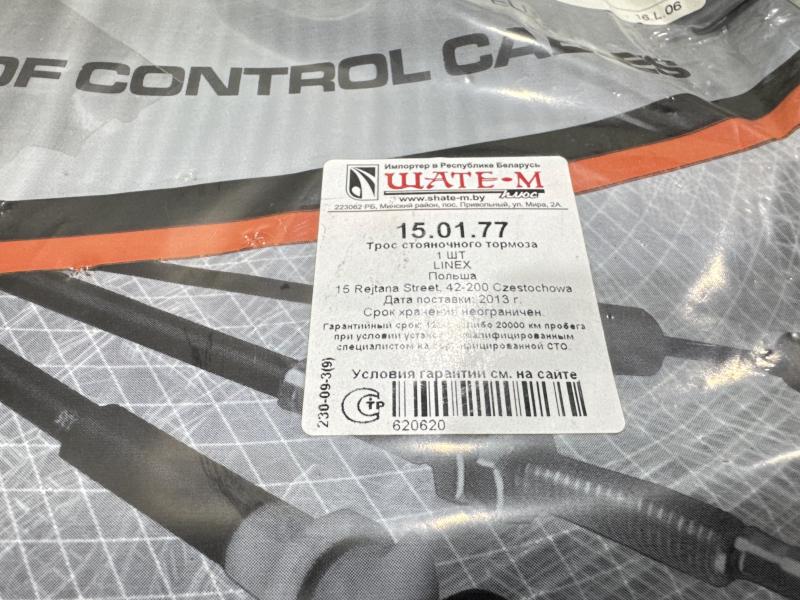 OF CONTROL CABLES
Импортер в Республике Беларусь
ШАТЕ-М
плюс
www.shate-m.by
223062 РБ, Минский район, пос. Привольный, ул. Мира, 2А
15.01.77
Трос стояночного тормоза
1 ШТ
LINEX
Польша
15 Rejtana Street, 42-200 Czestochowa
Дата поставки: 2013 г.
Срок хранения неограничен.
Гарантийный срок: либо 20000 км пробега
при условии
специалистом СТО.
Условия гарантии см. на сайте
230-09-3(9)
620620